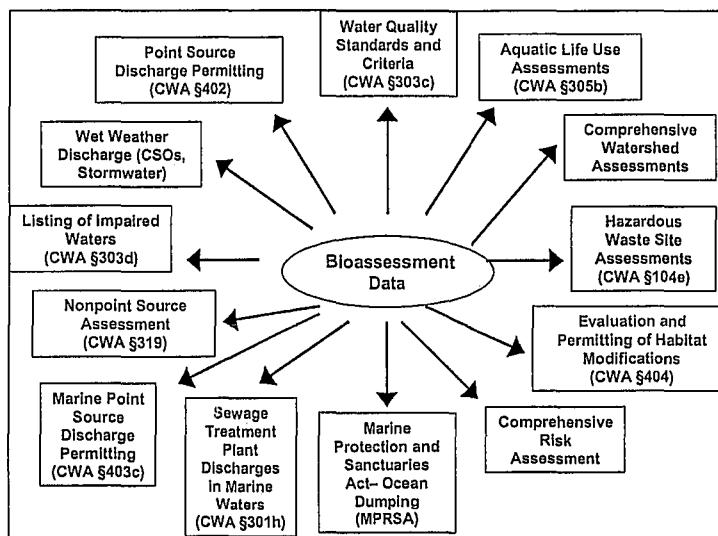 Water Quality
Standards and
Criteria
(CWA §303c)
Point Source
Discharge Permitting
(CWA §402)
Aquatic Life Use
Assessments
(CWA §305b)
Wet Weather
Discharge (CSOs,
Stormwater)
Comprehensive
Watershed
Assessments
Listing of Impaired
Waters
(CWA §303d)
Bioassessment
Data
Hazardous
Waste Site
Assessments
(CWA §104e)
Nonpoint Source
Assessment
(CWA §319)
Evaluation and
Permitting of Habitat
Modifications
(CWA §404)
Marine Point
Source
Discharge
Permitting
(CWA §403c)
Sewage
Treatment
Plant
Discharges
in Marine
Waters
(CWA §301h)
Marine
Protection and
Sanctuaries
Act– Ocean
Dumping
(MPRSA)
Comprehensive
Risk
Assessment